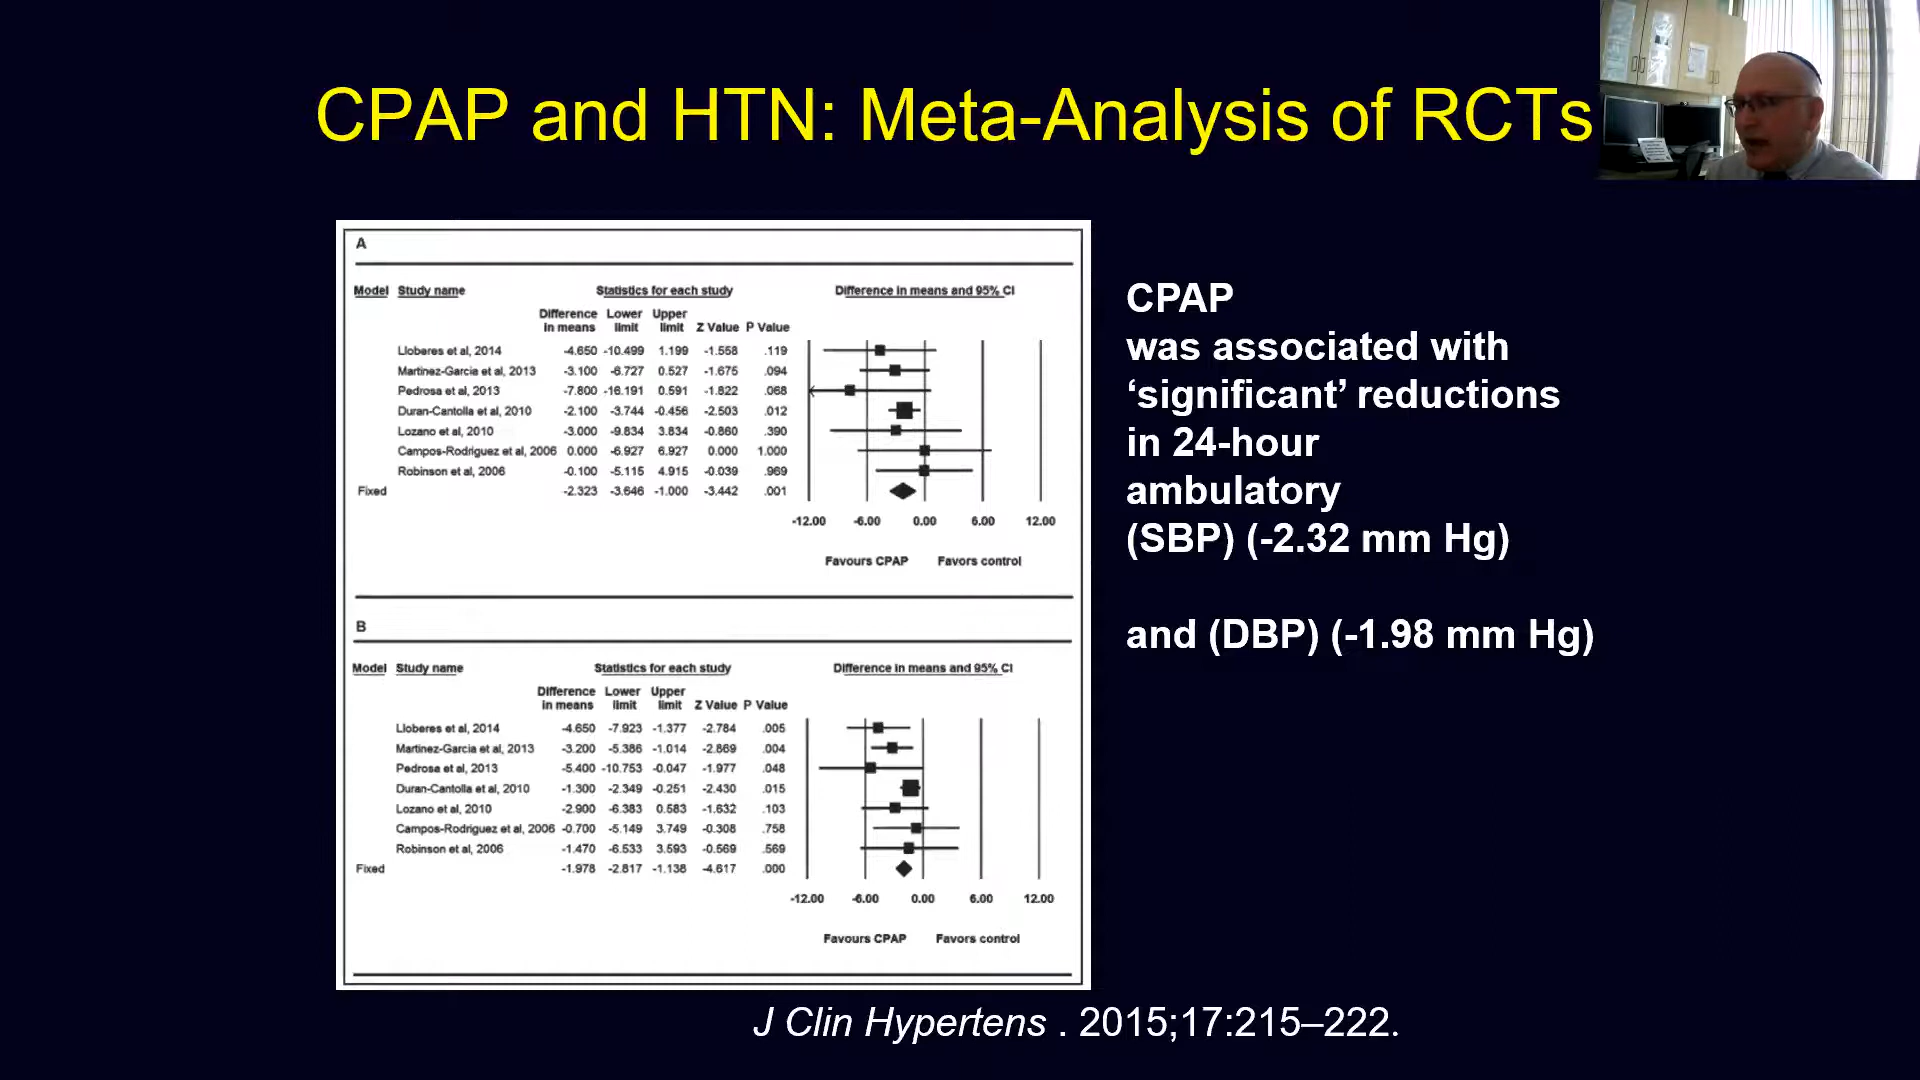 CPAP and HTN: Meta-Analysis of RCTs
A
Model Study name Statistics for each study Difference in means and 95% CI
Difference Lower Upper
in means limit limit Z Value P Value
Lloberes et al, 2014 -4.650 -10.499 1.199 -1.558 .119
Martinez-Garcia et al, 2013 -3.100 -6.727 0.527 -1.675 .094
Pedrosa et al, 2013 -7.800 -16.191 0.591 -1.822 .068
Duran-Cantolla et al, 2010 -2.100 -3.744 -0.456 -2.503 .012
Lozano et al, 2010 -3.000 -9.834 3.834 -0.860 .390
Campos-Rodriguez et al, 2006 0.000 -6.927 6.927 0.000 1.000
Robinson et al, 2006 -0.100 -5.115 4.915 -0.039 .969
Fixed -2.323 -3.646 -1.000 -3.442 .001
-12.00 -6.00 0.00 6.00 12.00
Favours CPAP Favors control
B
Model Study name Statistics for each study Difference in means and 95% CI
Difference Lower Upper
in means limit limit Z Value P Value
Lloberes et al, 2014 -4.650 -7.923 -1.377 -2.784 .005
Martinez-Garcia et al, 2013 -3.200 -5.386 -1.014 -2.869 .004
Pedrosa et al, 2013 -5.400 -10.753 -0.047 -1.977 .048
Duran-Cantolla et al, 2010 -1.300 -2.349 -0.251 -2.430 .015
Lozano et al, 2010 -2.900 -6.383 0.583 -1.632 .103
Campos-Rodriguez et al, 2006 -0.700 -5.149 3.749 -0.308 .758
Robinson et al, 2006 -1.470 -6.533 3.593 -0.569 .569
Fixed -1.978 -2.817 -1.138 -4.617 .000
-12.00 -6.00 0.00 6.00 12.00
Favours CPAP Favors control
CPAP
was associated with
‘significant’ reductions
in 24-hour
ambulatory
(SBP) (-2.32 mm Hg)
and (DBP) (-1.98 mm Hg)
J Clin Hypertens . 2015;17:215–222.